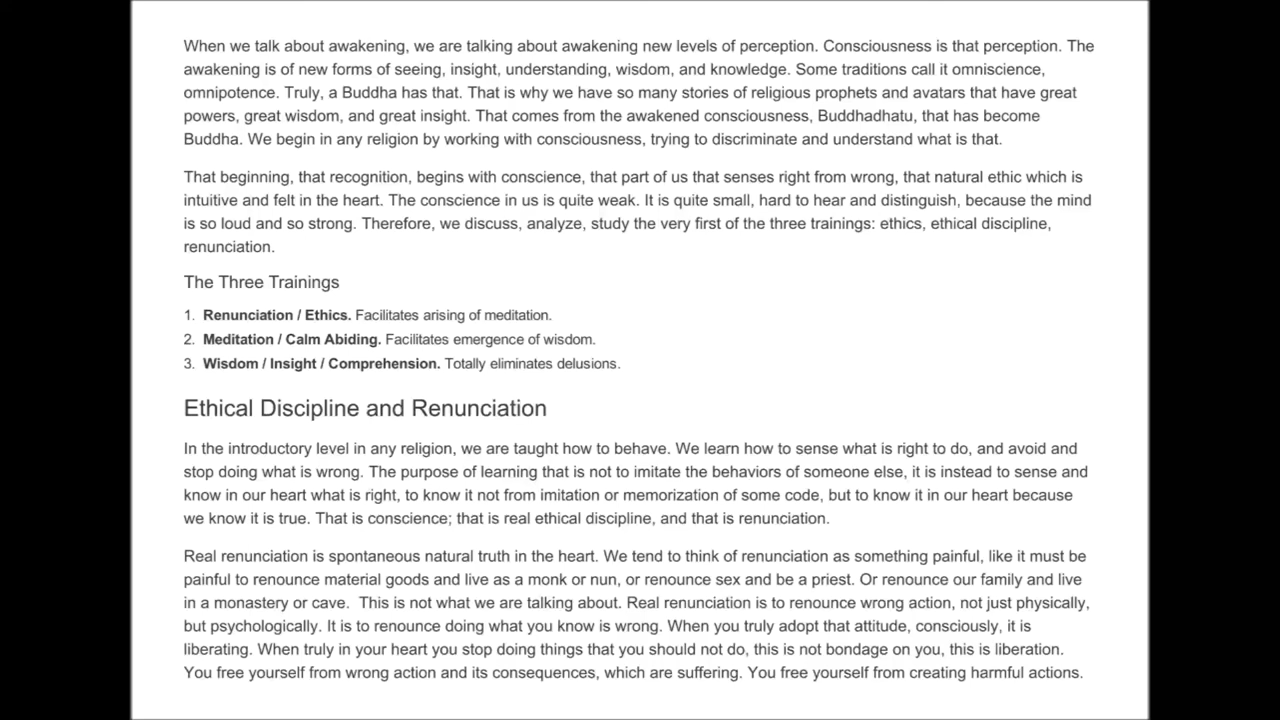 When we talk about awakening, we are talking about awakening new levels of perception. Consciousness is that perception. The
awakening is of new forms of seeing, insight, understanding, wisdom, and knowledge. Some traditions call it omniscience,
omnipotence. Truly, a Buddha has that. That is why we have so many stories of religious prophets and avatars that have great
powers, great wisdom, and great insight. That comes from the awakened consciousness, Buddhadhatu, that has become
Buddha. We begin in any religion by working with consciousness, trying to discriminate and understand what is that.
That beginning, that recognition, begins with conscience, that part of us that senses right from wrong, that natural ethic which is
intuitive and felt in the heart. The conscience in us is quite weak. It is quite small, hard to hear and distinguish, because the mind
is so loud and so strong. Therefore, we discuss, analyze, study the very first of the three trainings: ethics, ethical discipline,
renunciation.
The Three Trainings
1. Renunciation / Ethics. Facilitates arising of meditation.
2. Meditation / Calm Abiding. Facilitates emergence of wisdom.
3. Wisdom / Insight / Comprehension. Totally eliminates delusions.
Ethical Discipline and Renunciation
In the introductory level in any religion, we are taught how to behave. We learn how to sense what is right to do, and avoid and
stop doing what is wrong. The purpose of learning that is not to imitate the behaviors of someone else, it is instead to sense and
know in our heart what is right, to know it not from imitation or memorization of some code, but to know it in our heart because
we know it is true. That is conscience; that is real ethical discipline, and that is renunciation.
Real renunciation is spontaneous natural truth in the heart. We tend to think of renunciation as something painful, like it must be
painful to renounce material goods and live as a monk or nun, or renounce sex and be a priest. Or renounce our family and live
in a monastery or cave. This is not what we are talking about. Real renunciation is to renounce wrong action, not just physically,
but psychologically. It is to renounce doing what you know is wrong. When you truly adopt that attitude, consciously, it is
liberating. When truly in your heart you stop doing things that you should not do, this is not bondage on you, this is liberation.
You free yourself from wrong action and its consequences, which are suffering. You free yourself from creating harmful actions.